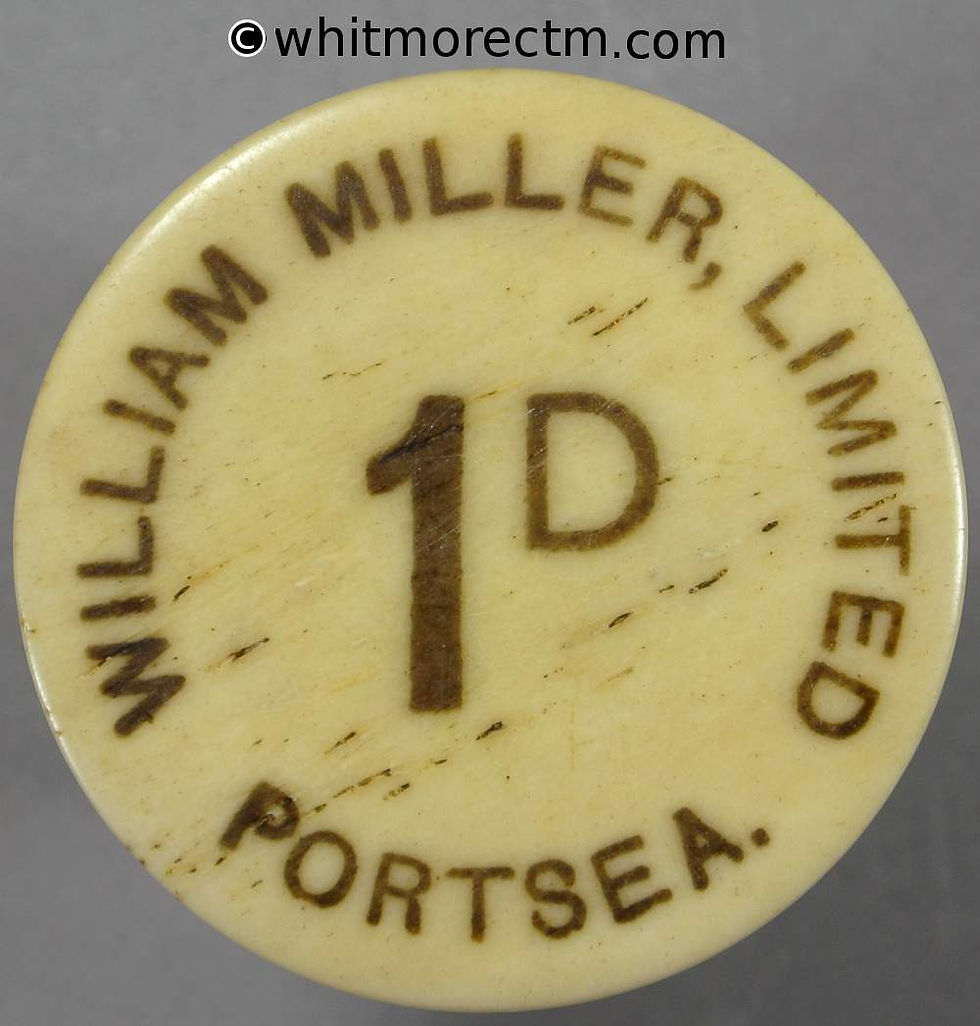 ©whitmorectm.com
WILLIAM MILLER, LIMITED
1D
PORTSEA.